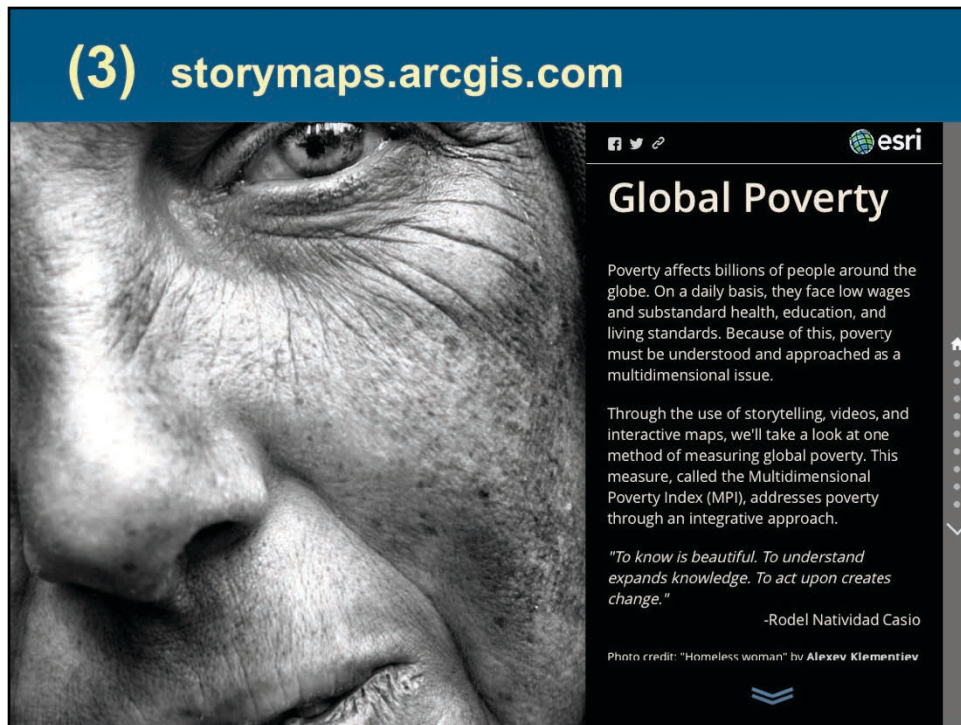 (3) storymaps.arcgis.com
esri
Global Poverty
Poverty affects billions of people around the
globe. On a daily basis, they face low wages
and substandard health, education, and
living standards. Because of this, poverty
must be understood and approached as a
multidimensional issue.
Through the use of storytelling, videos, and
interactive maps, we'll take a look at one
method of measuring global poverty. This
measure, called the Multidimensional
Poverty Index (MPI), addresses poverty
through an integrative approach.
"To know is beautiful. To understand
expands knowledge. To act upon creates
change."
-Rodel Natividad Casio
Photo credit: "Homeless woman" by Alexey Klementiev